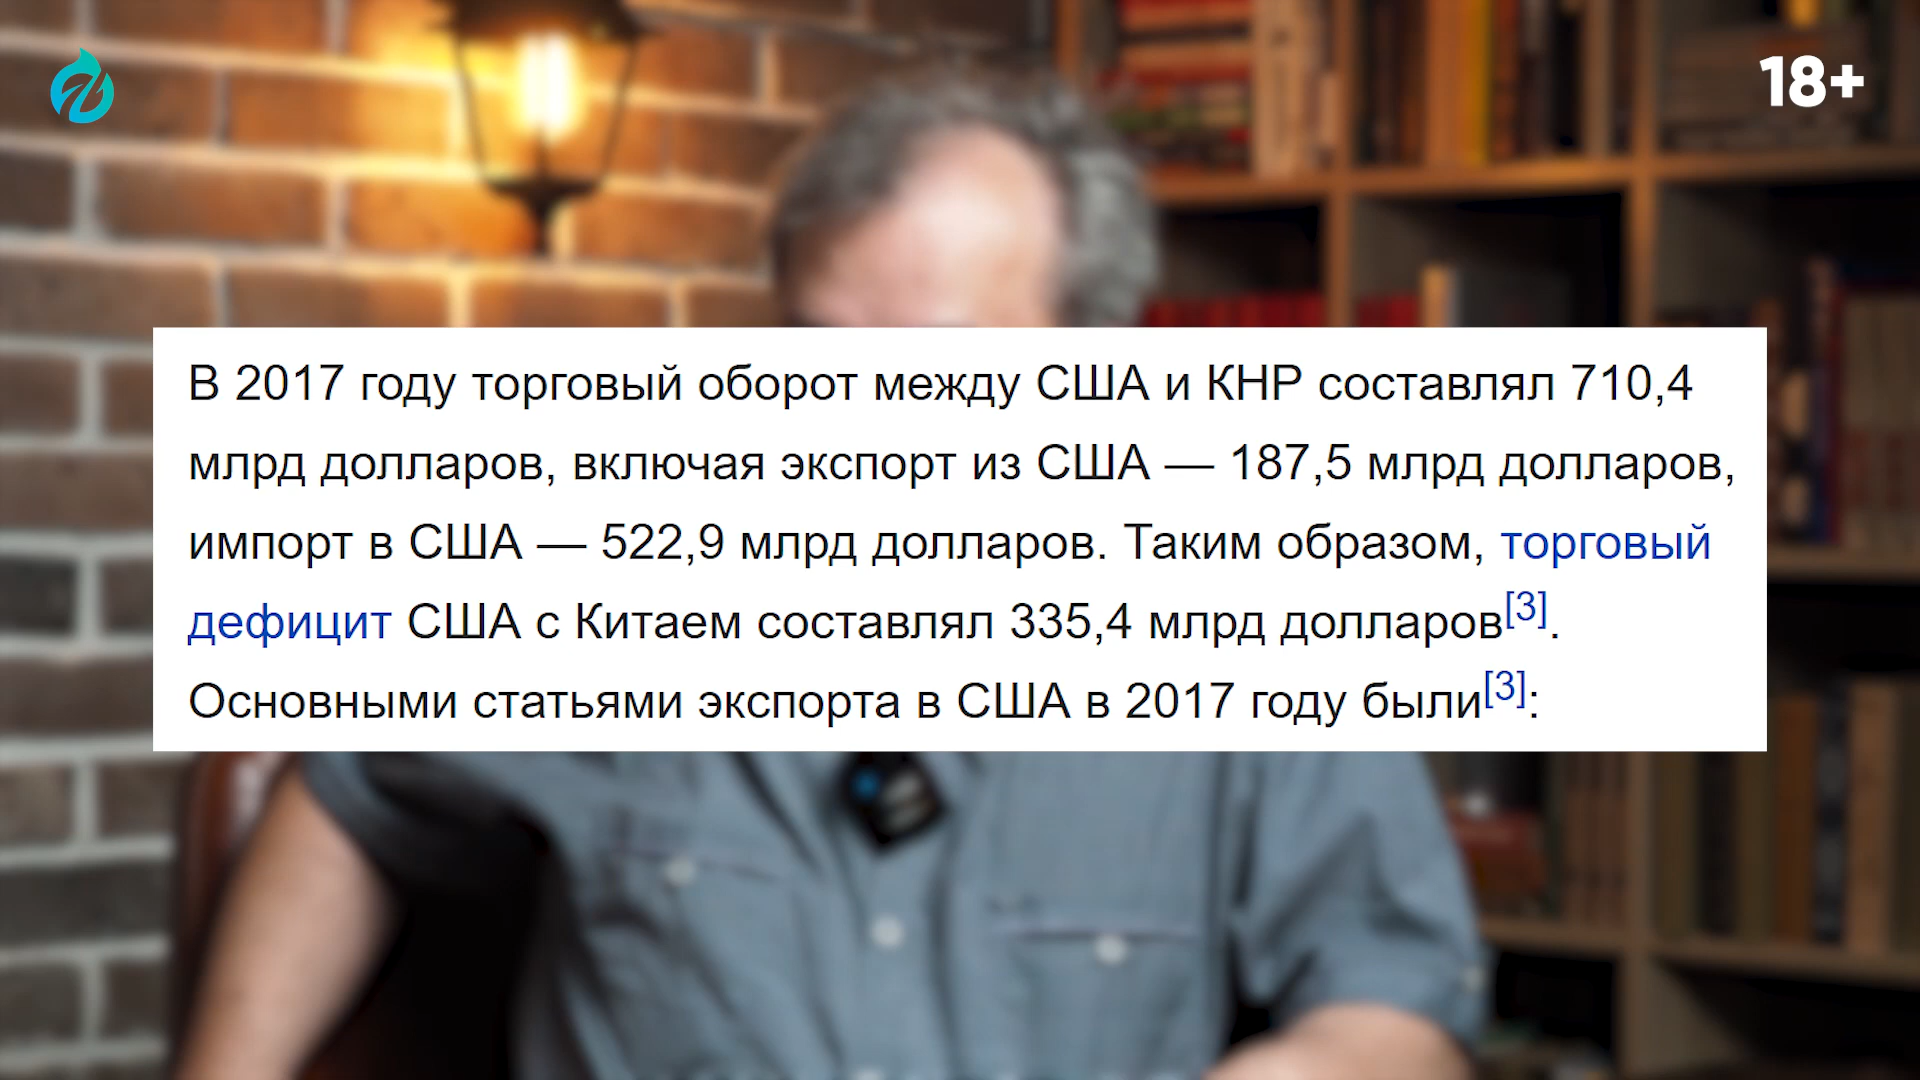 18+
В 2017 году торговый оборот между США и КНР составлял 710,4
млрд долларов, включая экспорт из США — 187,5 млрд долларов,
импорт в США — 522,9 млрд долларов. Таким образом, торговый
дефицит США с Китаем составлял 335,4 млрд долларов[3].
Основными статьями экспорта в США в 2017 году были[3]: